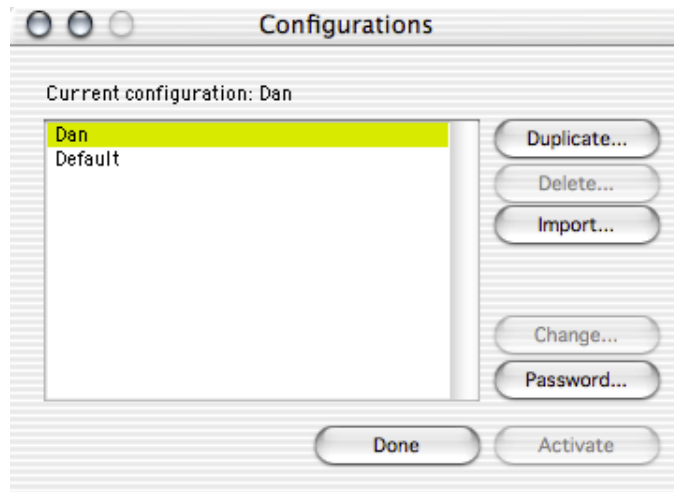 Configurations
Current configuration: Dan
Dan
Default
Duplicate...
Delete...
Import...
Change...
Password...
Done
Activate